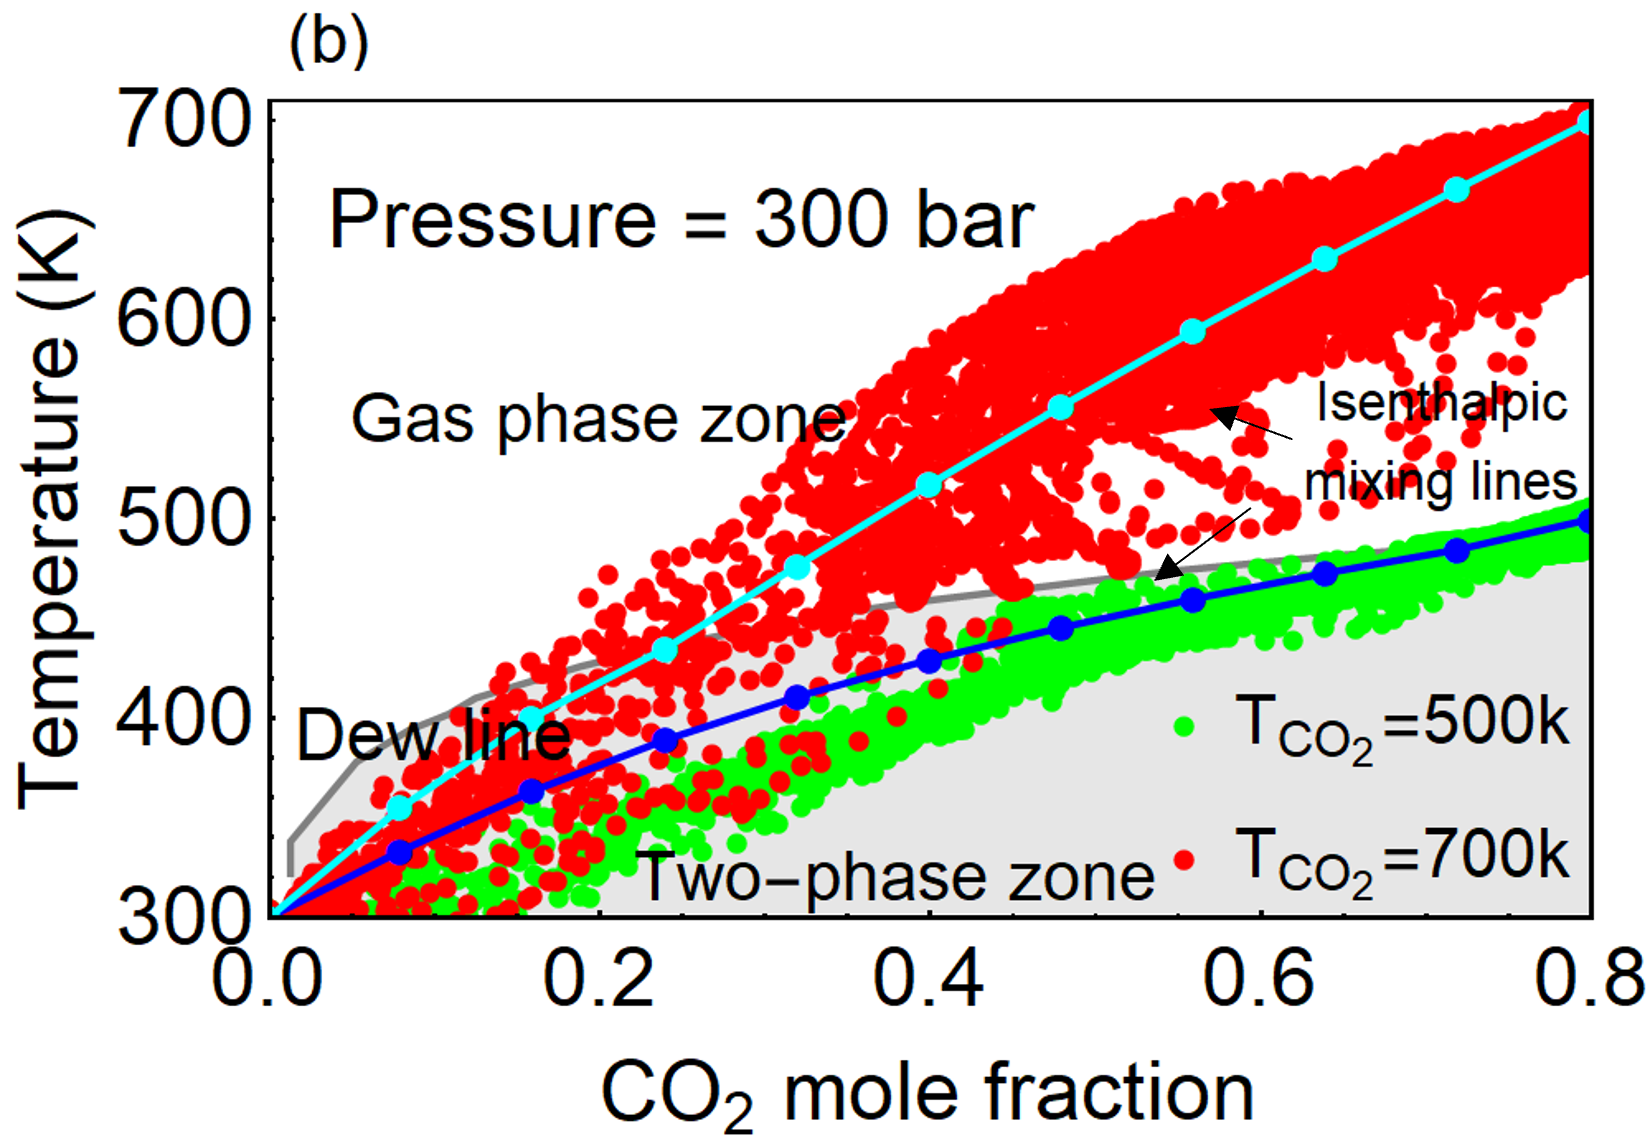 (b)
700
600
500
400
300
Temperature (K)
Pressure = 300 bar
Gas phase zone
Isenthalpic
mixing lines
Dew line
T_CO2=500k
T_CO2=700k
Two-phase zone
0.0 0.2 0.4 0.6 0.8
CO2 mole fraction